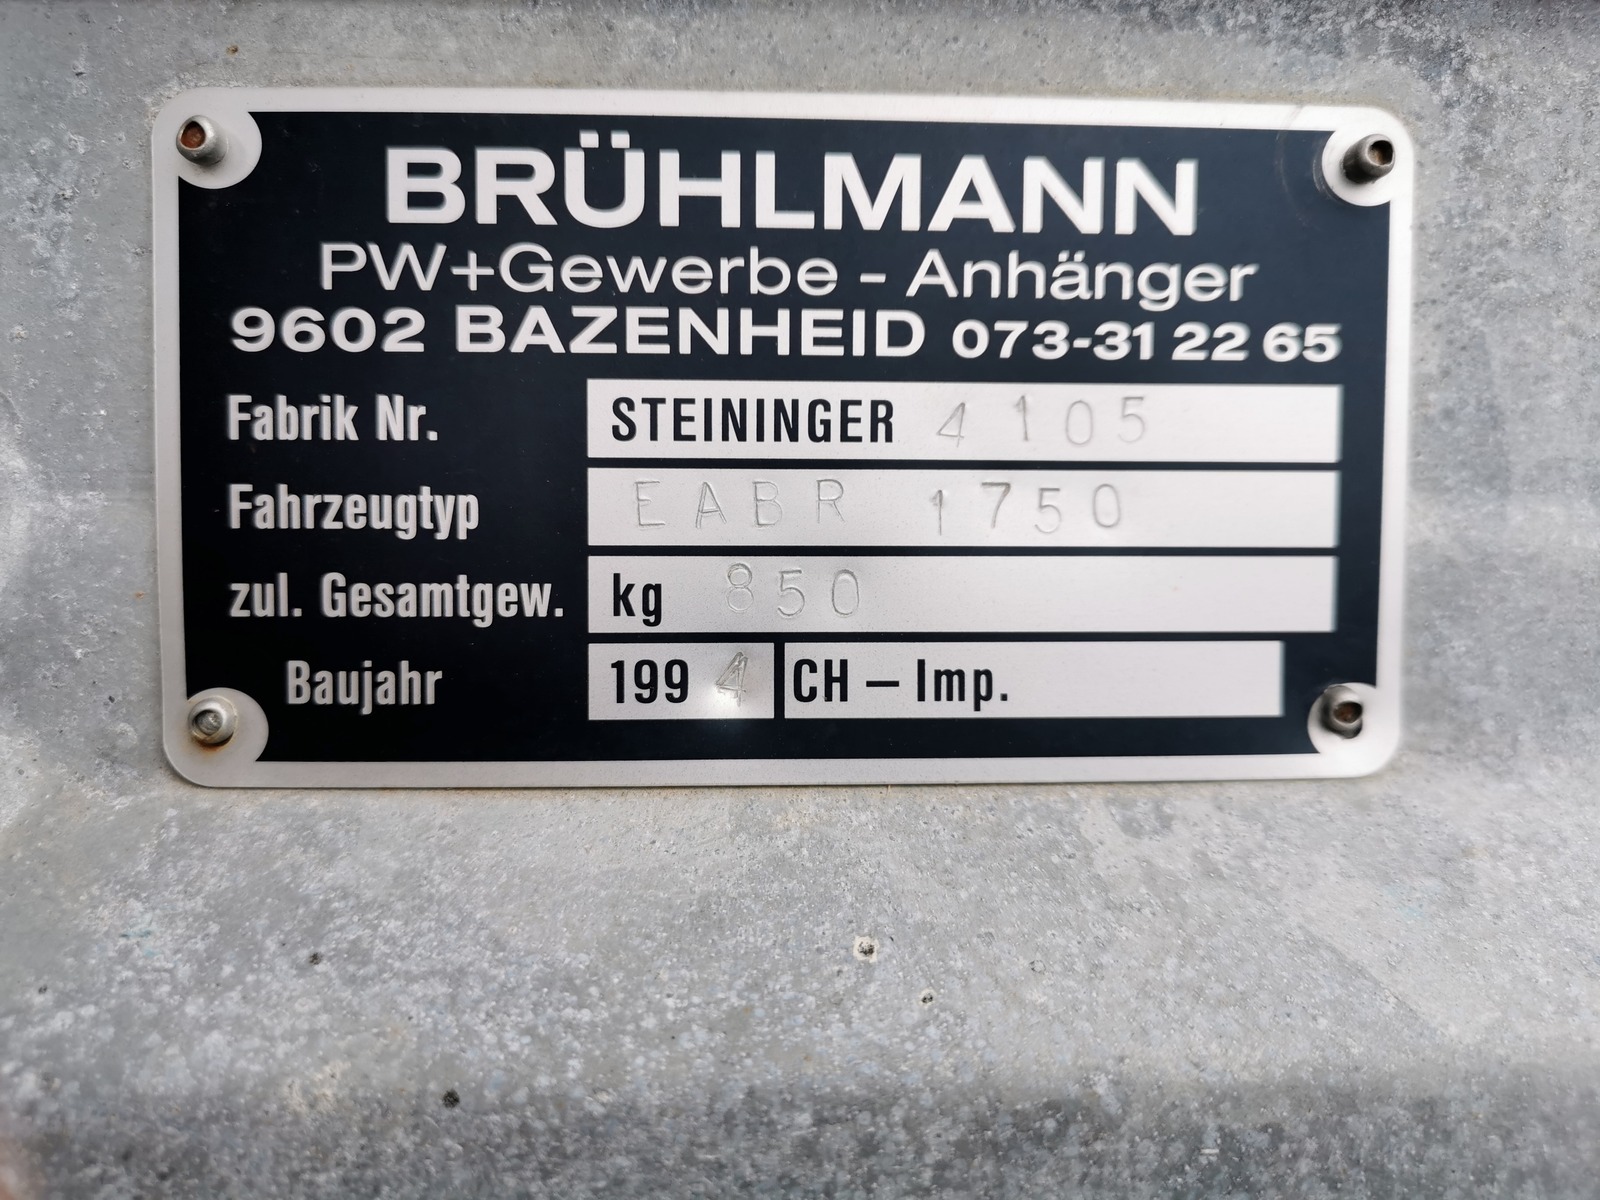 BRÜHLMANN
PW+Gewerbe - Anhänger
9602 BAZENHEID 073-31 22 65
Fabrik Nr. STEININGER 4105
Fahrzeugtyp EABR 1750
zul. Gesamtgew. kg 850
Baujahr 1994 CH – Imp.